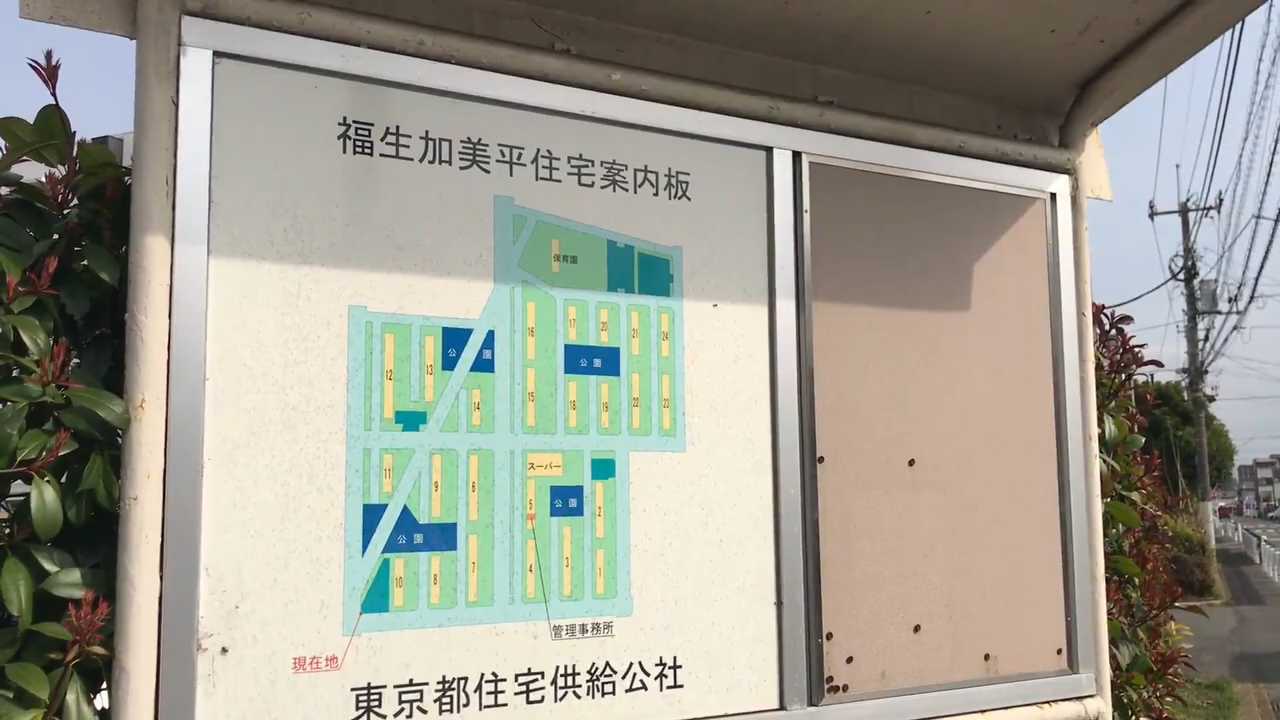 福生加美平住宅案内板
保育園
16
17
20
21
24
12
13
公園
公園
14
15
18
19
22
23
11
9
6
スーパー
5
公園
2
公園
10
8
7
4
3
1
管理事務所
現在地
東京都住宅供給公社